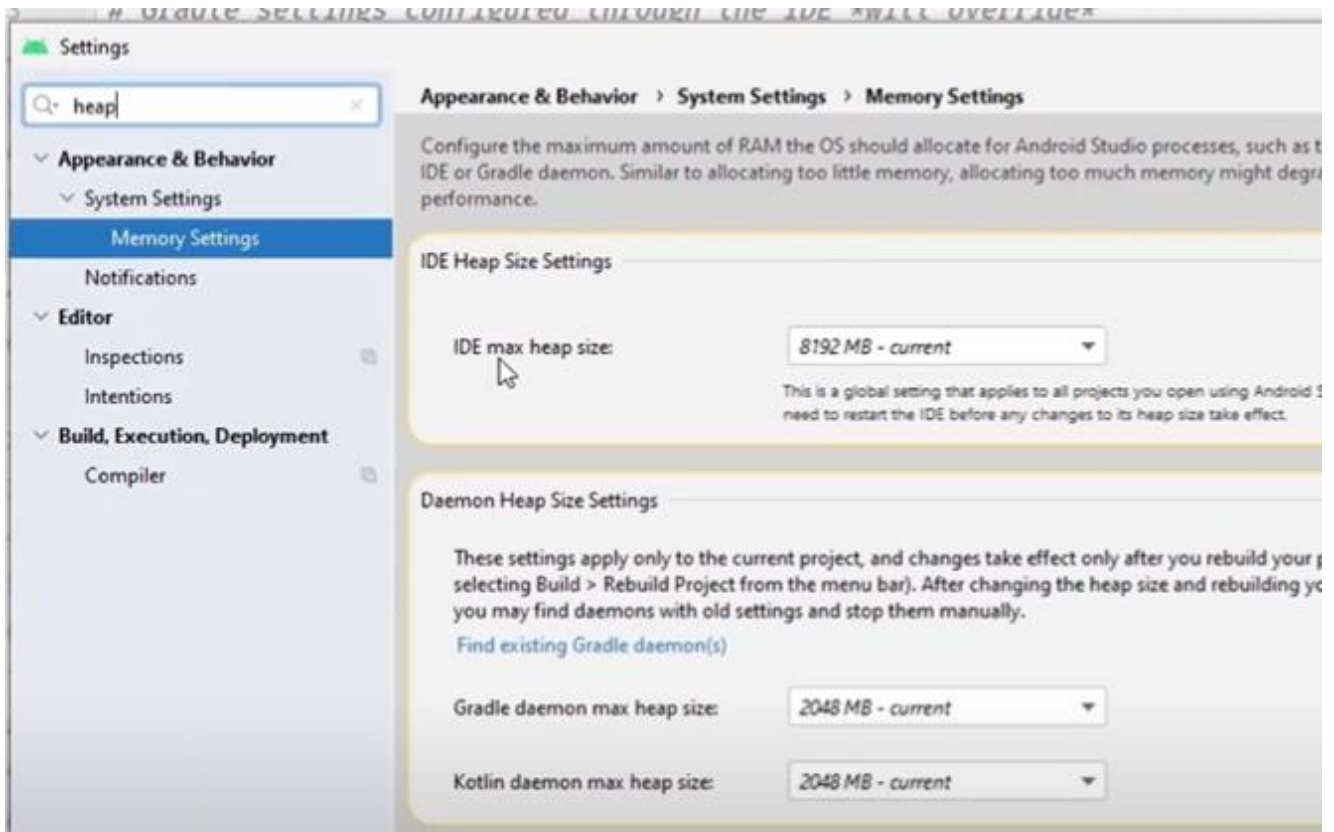 # Gradle settings configured through the IDE *will override*
Settings
heap
Appearance & Behavior
System Settings
Memory Settings
Notifications
Editor
Inspections
Intentions
Build, Execution, Deployment
Compiler
Appearance & Behavior › System Settings › Memory Settings
Configure the maximum amount of RAM the OS should allocate for Android Studio processes, such as t
IDE or Gradle daemon. Similar to allocating too little memory, allocating too much memory might degra
performance.
IDE Heap Size Settings
IDE max heap size:
8192 MB - current
This is a global setting that applies to all projects you open using Android S
need to restart the IDE before any changes to its heap size take effect.
Daemon Heap Size Settings
These settings apply only to the current project, and changes take effect only after you rebuild your p
selecting Build > Rebuild Project from the menu bar). After changing the heap size and rebuilding yo
you may find daemons with old settings and stop them manually.
Find existing Gradle daemon(s)
Gradle daemon max heap size:
2048 MB - current
Kotlin daemon max heap size:
2048 MB - current